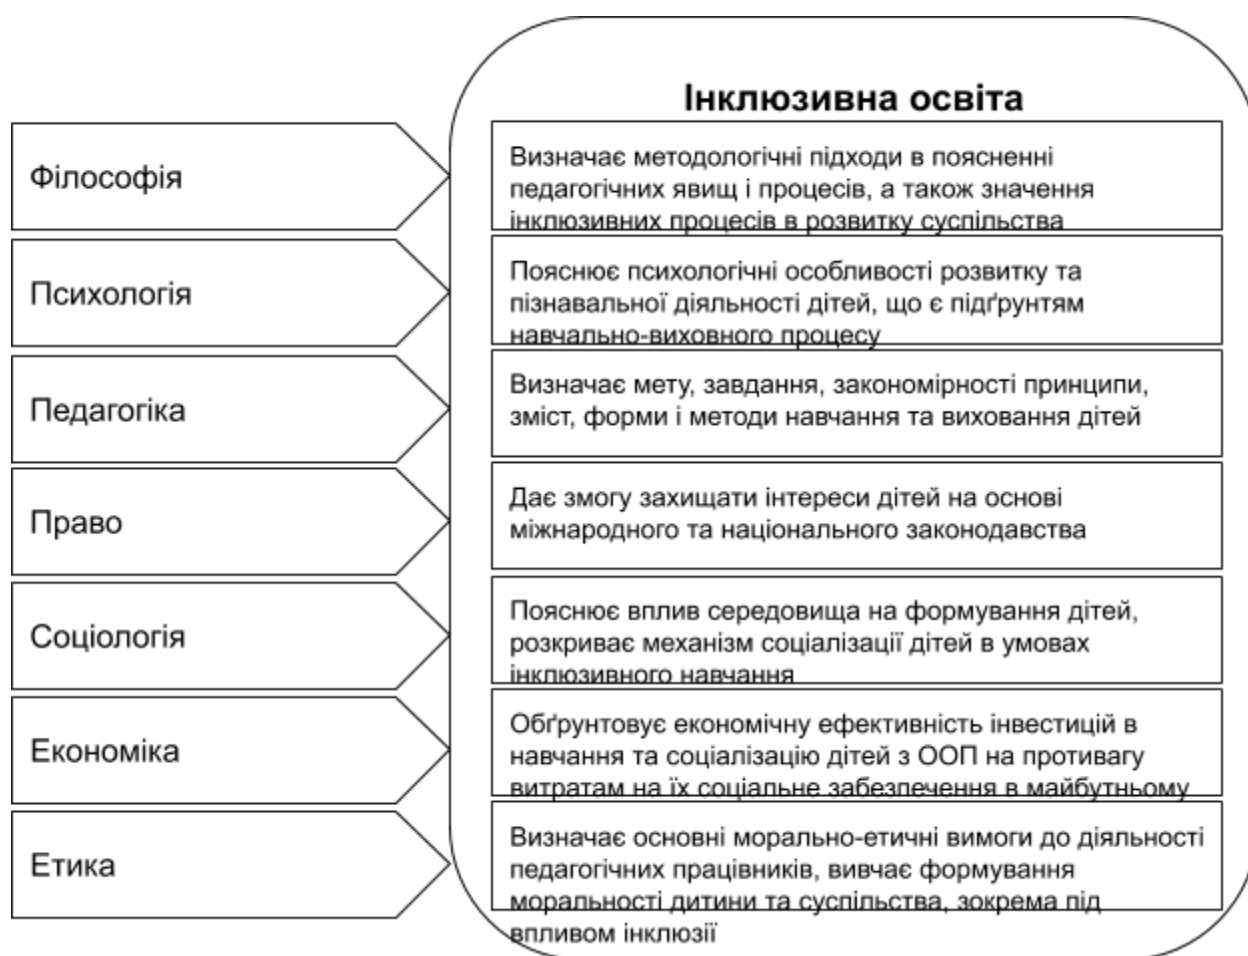 Інклюзивна освіта
Філософія
Визначає методологічні підходи в поясненні
педагогічних явищ і процесів, а також значення
інклюзивних процесів в розвитку суспільства
Психологія
Пояснює психологічні особливості розвитку та
пізнавальної діяльності дітей, що є підґрунтям
навчально-виховного процесу
Педагогіка
Визначає мету, завдання, закономірності принципи,
зміст, форми і методи навчання та виховання дітей
Право
Дає змогу захищати інтереси дітей на основі
міжнародного та національного законодавства
Соціологія
Пояснює вплив середовища на формування дітей,
розкриває механізм соціалізації дітей в умовах
інклюзивного навчання
Економіка
Обґрунтовує економічну ефективність інвестицій в
навчання та соціалізацію дітей з ООП на противагу
витратам на їх соціальне забезпечення в майбутньому
Етика
Визначає основні морально-етичні вимоги до діяльності
педагогічних працівників, вивчає формування
моральності дитини та суспільства, зокрема під
впливом інклюзії